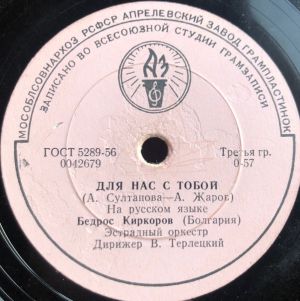 МОСОБЛСОВНАРХОЗ РСФСР АПРЕЛЕВСКИЙ ЗАВОД ГРАМПЛАСТИНОК
ЗАПИСАНО ВО ВСЕСОЮЗНОЙ СТУДИИ ГРАМЗАПИСИ
АЗ
ГОСТ 5289-56 Третья гр.
0042679 0-57
ДЛЯ НАС С ТОБОЙ
(А. Султанова—А. Жаров)
На русском языке
Бедрос Киркоров (Болгария)
Эстрадный оркестр
Дирижер В. Терлецкий